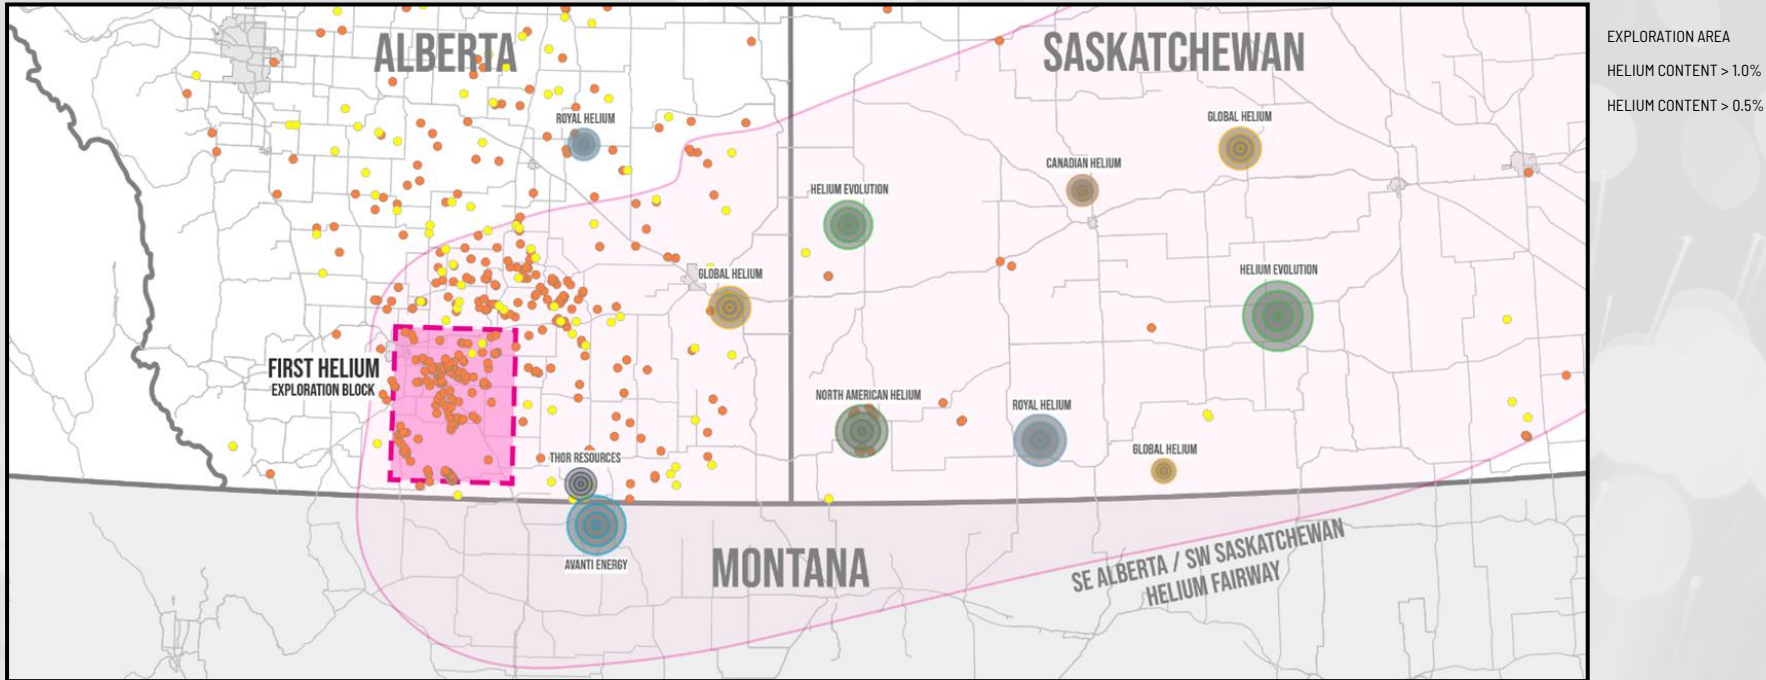 ALBERTA
SASKATCHEWAN
EXPLORATION AREA
HELIUM CONTENT > 1.0%
HELIUM CONTENT > 0.5%
ROYAL HELIUM
GLOBAL HELIUM
CANADIAN HELIUM
HELIUM EVOLUTION
GLOBAL HELIUM
HELIUM EVOLUTION
FIRST HELIUM
EXPLORATION BLOCK
NORTH AMERICAN HELIUM
ROYAL HELIUM
THOR RESOURCES
GLOBAL HELIUM
AVANTI ENERGY
MONTANA
SE ALBERTA / SW SASKATCHEWAN
HELIUM FAIRWAY